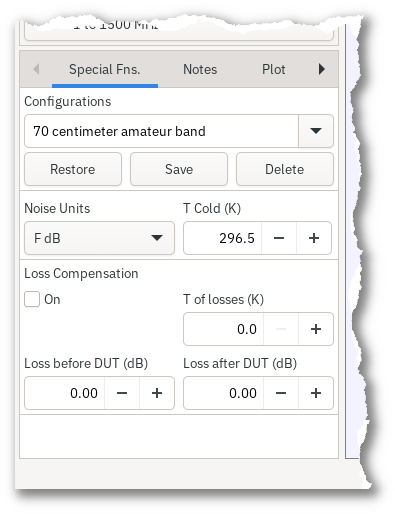 1 to 1500 MHz
Special Fns. Notes Plot
Configurations
70 centimeter amateur band
Restore Save Delete
Noise Units T Cold (K)
F dB 296.5
Loss Compensation
On T of losses (K)
0.0
Loss before DUT (dB) Loss after DUT (dB)
0.00 0.00